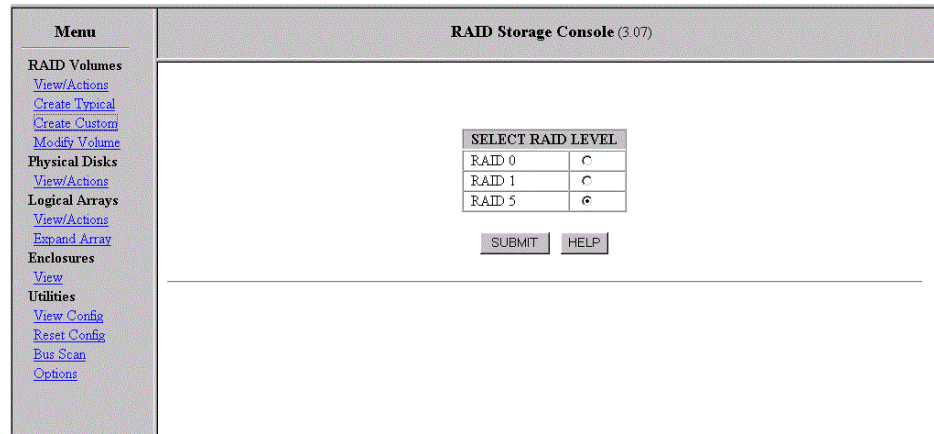 Menu
RAID Volumes
View/Actions
Create Typical
Create Custom
Modify Volume
Physical Disks
View/Actions
Logical Arrays
View/Actions
Expand Array
Enclosures
View
Utilities
View Config
Reset Config
Bus Scan
Options
RAID Storage Console (3.07)
SELECT RAID LEVEL
RAID 0
RAID 1
RAID 5
SUBMIT HELP